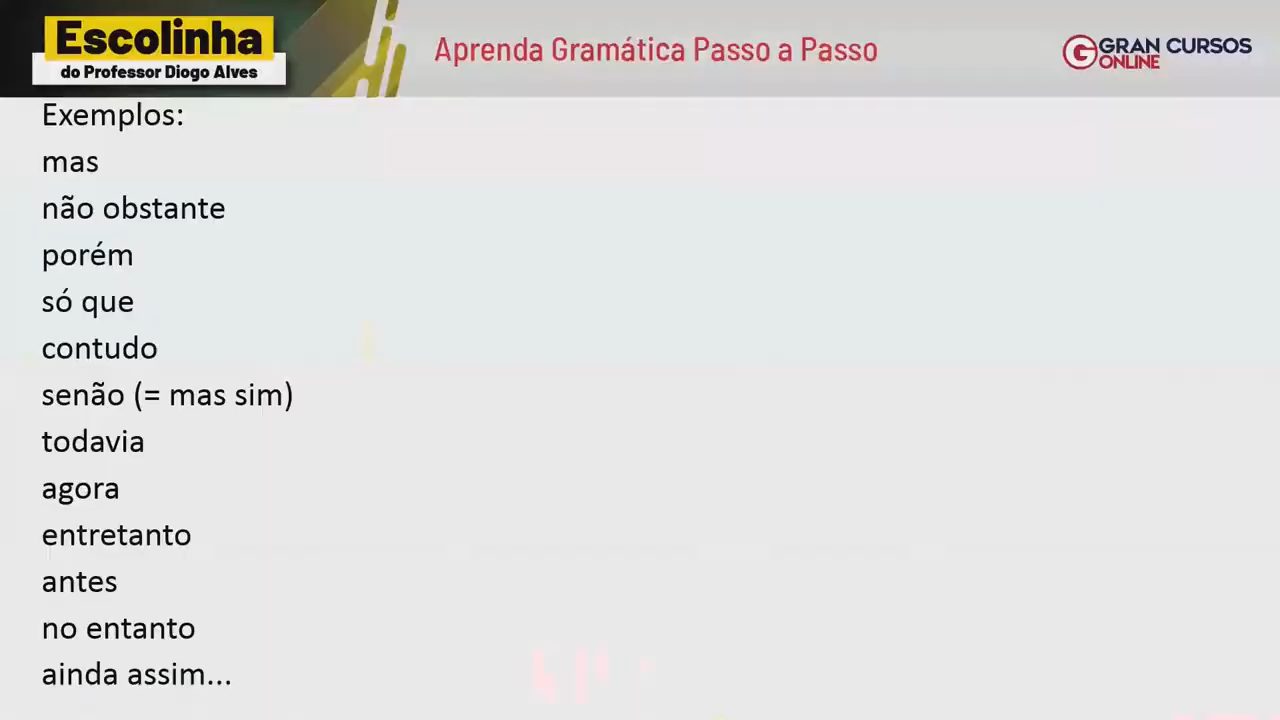 Escolinha
do Professor Diogo Alves
Aprenda Gramática Passo a Passo
GRAN CURSOS
ONLINE
Exemplos:
mas
não obstante
porém
só que
contudo
senão (= mas sim)
todavia
agora
entretanto
antes
no entanto
ainda assim...